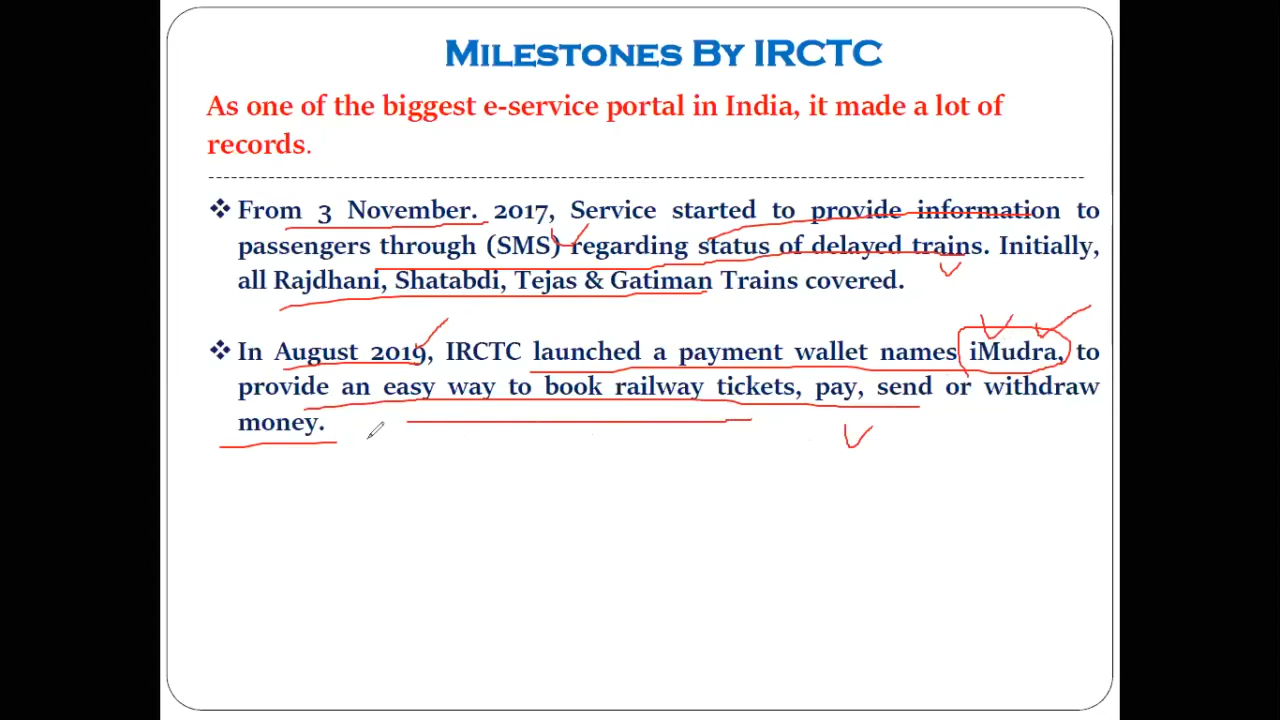 MILESTONES BY IRCTC
As one of the biggest e-service portal in India, it made a lot of
records.
❖ From 3 November. 2017, Service started to provide information to
passengers through (SMS) regarding status of delayed trains. Initially,
all Rajdhani, Shatabdi, Tejas & Gatiman Trains covered.
❖ In August 2019, IRCTC launched a payment wallet names iMudra, to
provide an easy way to book railway tickets, pay, send or withdraw
money.